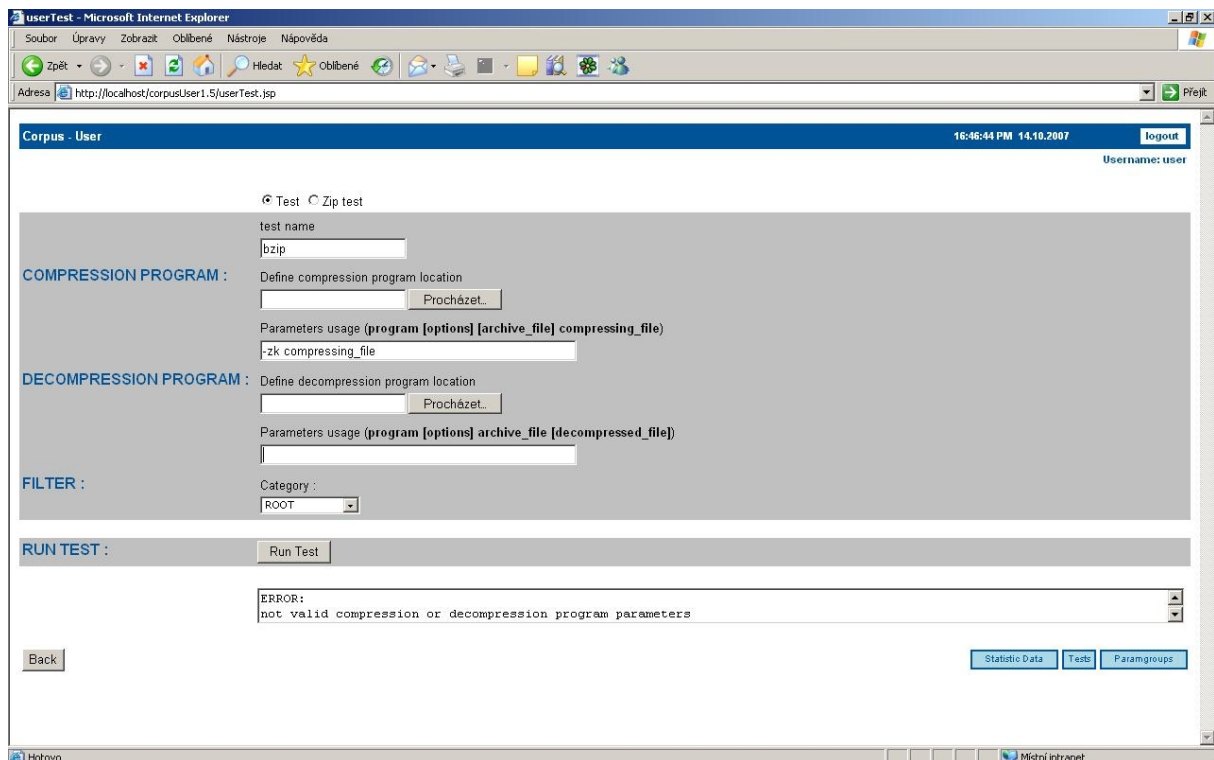 userTest - Microsoft Internet Explorer
Soubor Úpravy Zobrazit Oblíbené Nástroje Nápověda
Zpět Hledat Oblíbené
Adresa http://localhost/corpusUser1.5/userTest.jsp Přejít
Corpus - User 16:46:44 PM 14.10.2007 logout
Username: user
Test Zip test
test name
bzip
COMPRESSION PROGRAM : Define compression program location
Procházet...
Parameters usage (program [options] [archive_file] compressing_file)
-zk compressing_file
DECOMPRESSION PROGRAM : Define decompression program location
Procházet...
Parameters usage (program [options] archive_file [decompressed_file])
FILTER : Category :
ROOT
RUN TEST : Run Test
ERROR:
not valid compression or decompression program parameters
Back Statistic Data Tests Paramgroups
Hotovo Místní intranet